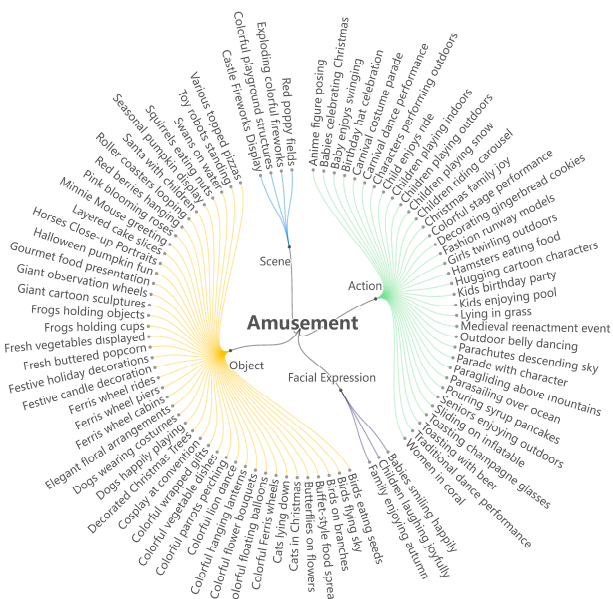 Amusement
Scene
Castle Fireworks Display
Colorful playground structures
Exploding colorful fireworks
Red poppy fields
Action
Anime figure posing
Babies celebrating Christmas
Baby enjoys swinging
Birthday hat celebration
Carnival costume parade
Carnival dance performance
Characters performing outdoors
Child enjoys ride
Children playing indoors
Children playing outdoors
Children playing snow
Children riding carousel
Christmas family joy
Colorful stage performance
Decorating gingerbread cookies
Fashion runway models
Girls twirling outdoors
Hamsters eating food
Hugging cartoon characters
Kids birthday party
Kids enjoying pool
Lying in grass
Medieval reenactment event
Outdoor belly dancing
Parachutes descending sky
Parade with character
Paragliding above mountains
Parasailing over ocean
Pouring syrup pancakes
Seniors enjoying outdoors
Sliding on inflatable
Toasting champagne glasses
Toasting with beer
Traditional dance performance
Women in coral
Facial Expression
Babies smiling happily
Children laughing joyfully
Family enjoying autumn
Object
Birds eating seeds
Birds flying sky
Birds on branches
Buffet-style food sprea
Butterflies on flowers
Cats in Christmas
Cats lying down
Colorful Ferris wheels
olorful floating balloons
Colorful flower bouquets
Colorful hanging lanterns
Colorful lion dance
Colorful parrots perching
Colorful vegetable dishes
Colorful wrapped gifts
Cosplay at convention
Decorated Christmas Trees
Dogs happily playing
Dogs wearing costumes
Elegant floral arrangements
Ferris wheel cabins
Ferris wheel piers
Ferris wheel rides
Festive candle decoration
Festive holiday decorations
Fresh buttered popcorn
Fresh vegetables displayed
Frogs holding cups
Frogs holding objects
Giant cartoon sculptures
Giant observation wheels
Gourmet food presentation
Halloween pumpkin fun
Horses Close-up Portraits
Layered cake slices
Minnie Mouse greeting
Pink blooming roses
Red berries hanging
Roller coasters looping
Santa with children
Seasonal pumpkin display
Squirrels eating nuts
Swans on water
Toy robots standing
Various topped pizzas